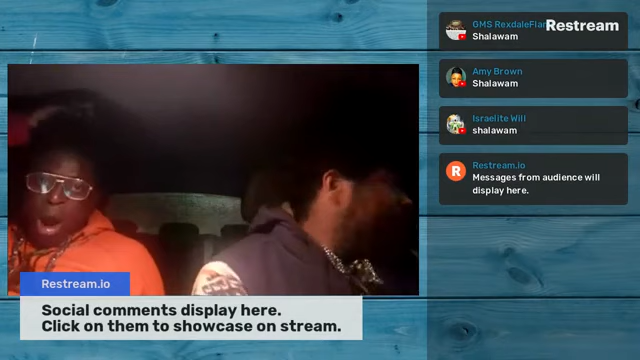 GMS RexdaleFlar
Restream
Shalawam
Amy Brown
Shalawam
Israelite Will
shalawam
R
Restream.io
Messages from audience will
display here.
Restream.io
Social comments display here.
Click on them to showcase on stream.